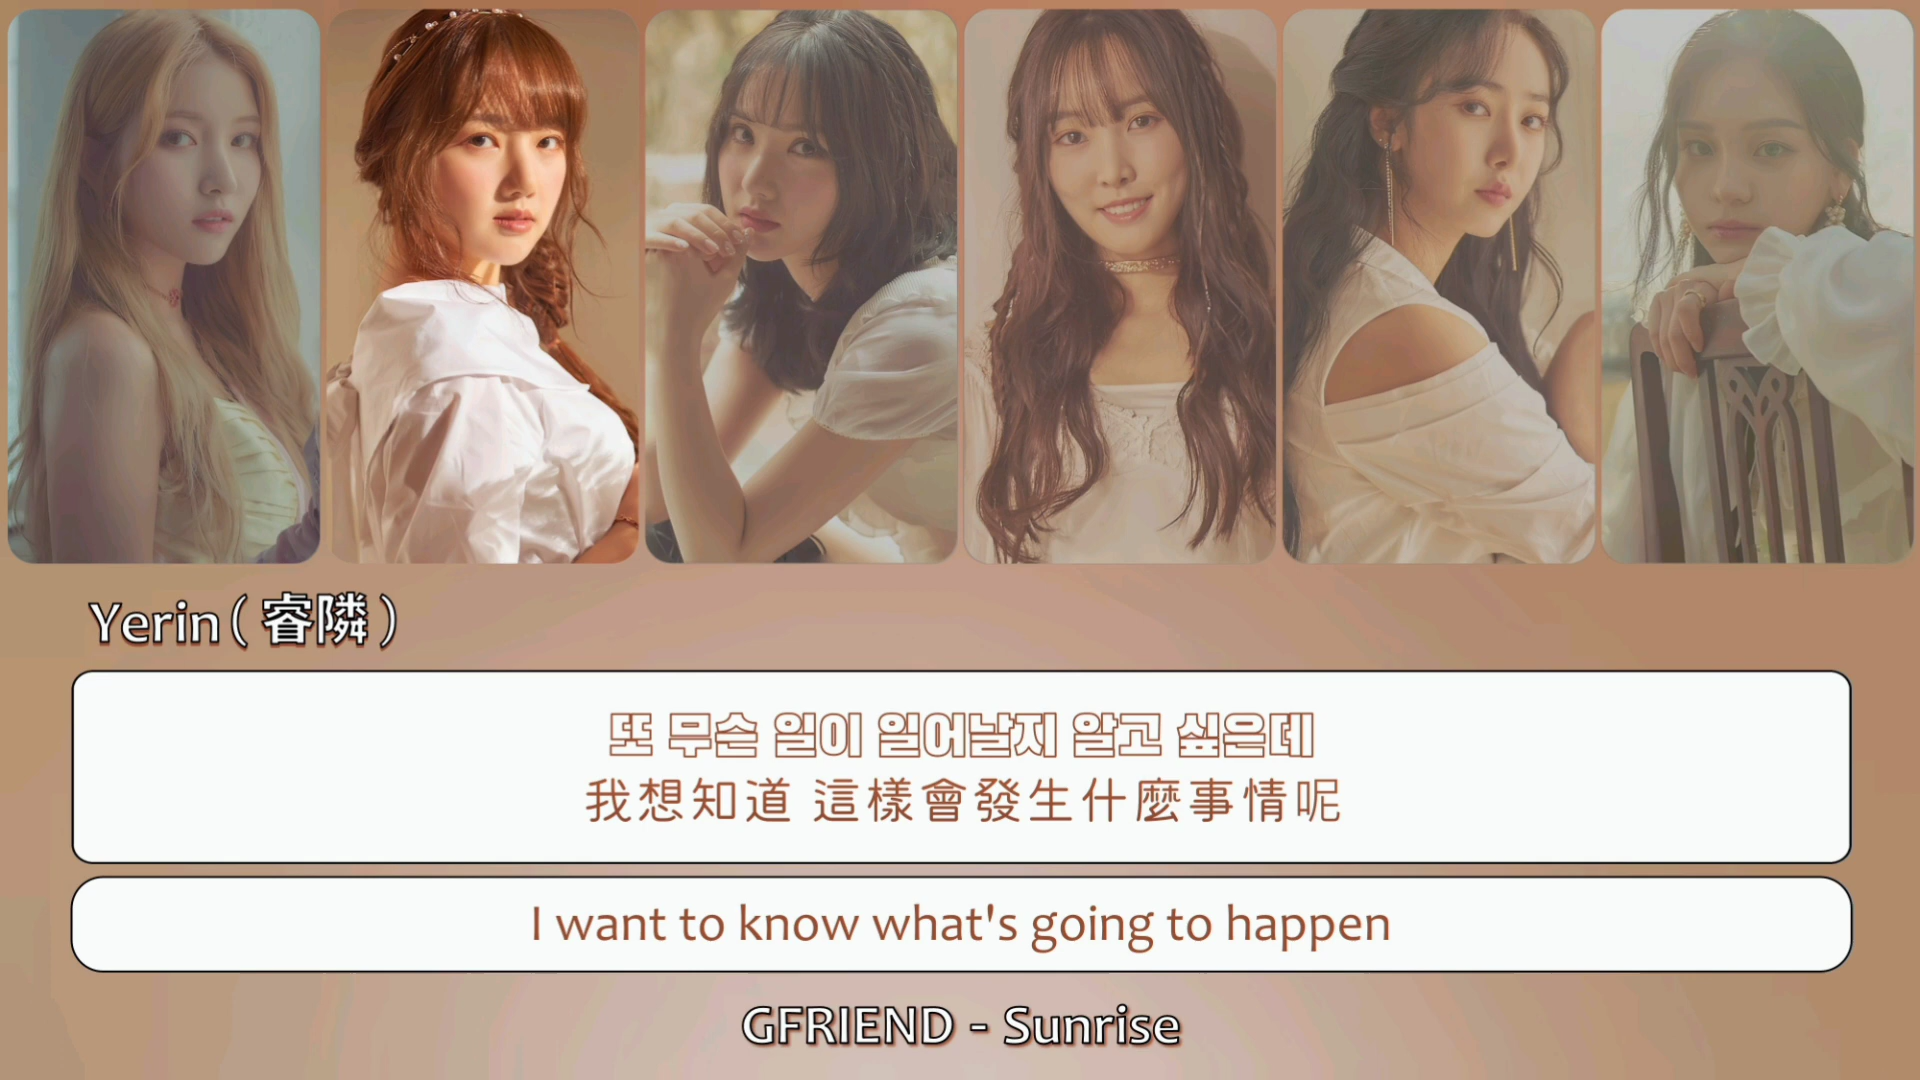 Yerin ( 睿隣 )
또 무슨 일이 일어날지 알고 싶은데
我想知道 這樣會發生什麼事情呢
I want to know what's going to happen
GFRIEND - Sunrise